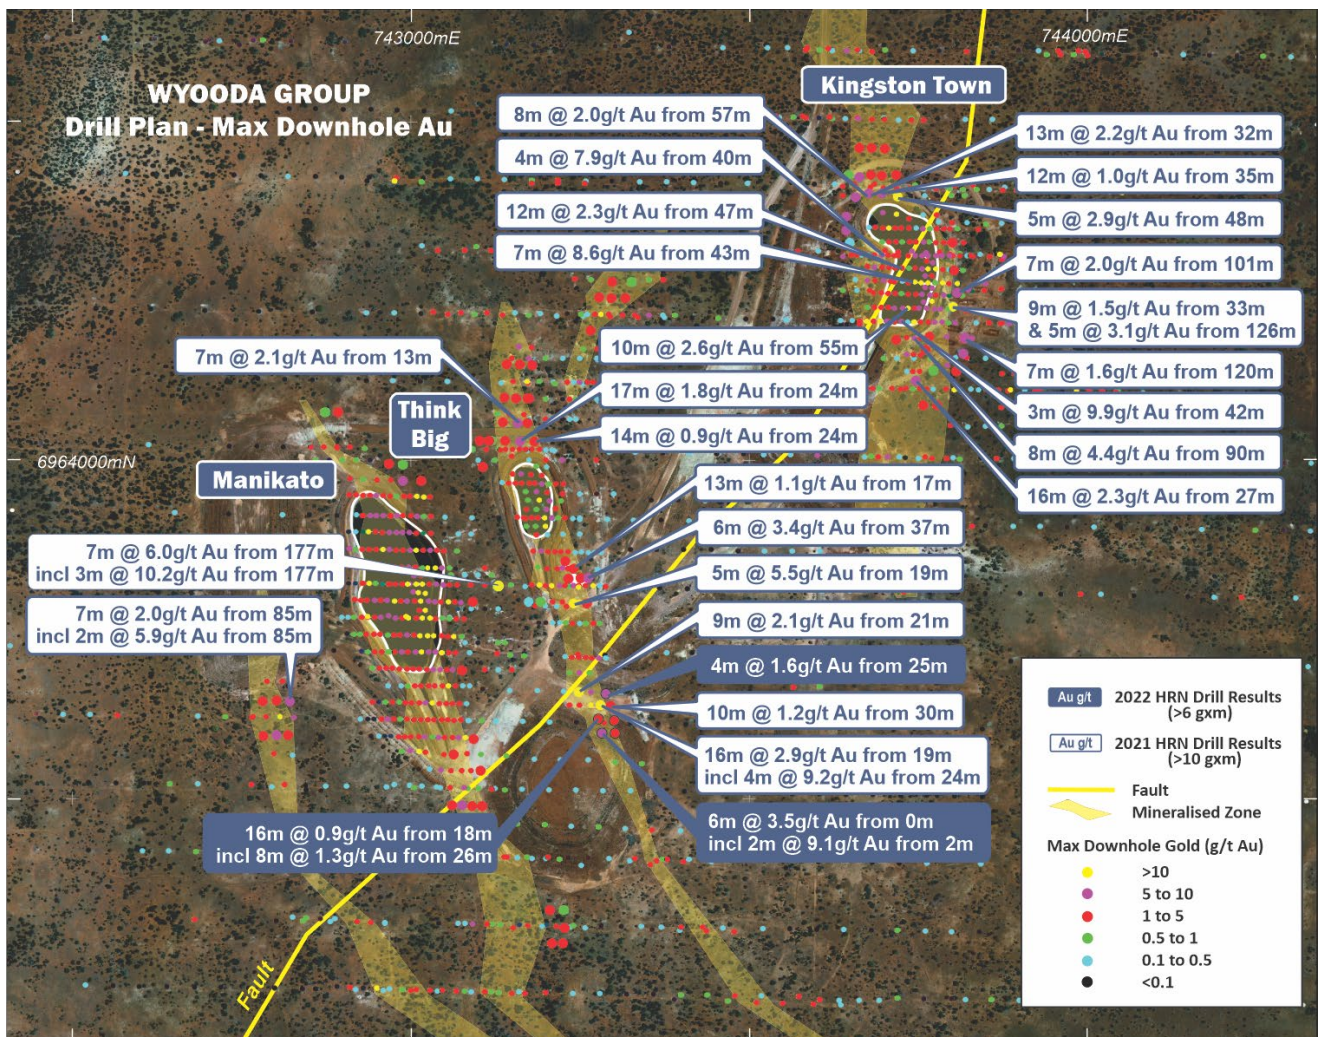 743000mE
744000mE
WYOODA GROUP
Drill Plan - Max Downhole Au
Kingston Town
8m @ 2.0g/t Au from 57m
4m @ 7.9g/t Au from 40m
12m @ 2.3g/t Au from 47m
7m @ 8.6g/t Au from 43m
13m @ 2.2g/t Au from 32m
12m @ 1.0g/t Au from 35m
5m @ 2.9g/t Au from 48m
7m @ 2.0g/t Au from 101m
9m @ 1.5g/t Au from 33m
& 5m @ 3.1g/t Au from 126m
7m @ 1.6g/t Au from 120m
3m @ 9.9g/t Au from 42m
8m @ 4.4g/t Au from 90m
16m @ 2.3g/t Au from 27m
10m @ 2.6g/t Au from 55m
17m @ 1.8g/t Au from 24m
14m @ 0.9g/t Au from 24m
7m @ 2.1g/t Au from 13m
Think
Big
6964000mN
Manikato
13m @ 1.1g/t Au from 17m
6m @ 3.4g/t Au from 37m
5m @ 5.5g/t Au from 19m
9m @ 2.1g/t Au from 21m
4m @ 1.6g/t Au from 25m
10m @ 1.2g/t Au from 30m
16m @ 2.9g/t Au from 19m
incl 4m @ 9.2g/t Au from 24m
6m @ 3.5g/t Au from 0m
incl 2m @ 9.1g/t Au from 2m
7m @ 6.0g/t Au from 177m
incl 3m @ 10.2g/t Au from 177m
7m @ 2.0g/t Au from 85m
incl 2m @ 5.9g/t Au from 85m
16m @ 0.9g/t Au from 18m
incl 8m @ 1.3g/t Au from 26m
Fault
Au g/t 2022 HRN Drill Results
(>6 gxm)
Au g/t 2021 HRN Drill Results
(>10 gxm)
Fault
Mineralised Zone
Max Downhole Gold (g/t Au)
>10
5 to 10
1 to 5
0.5 to 1
0.1 to 0.5
<0.1